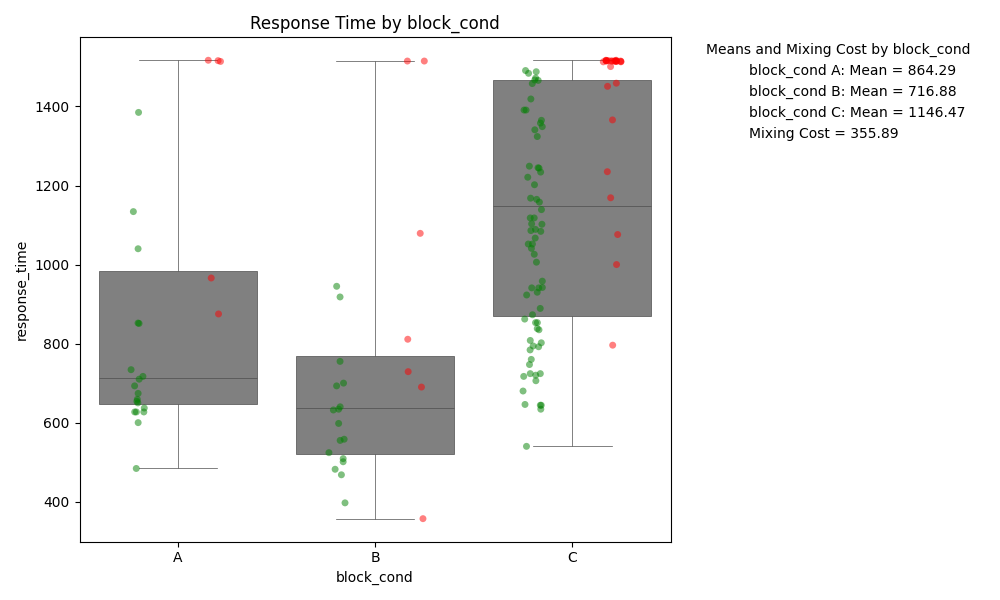 Response Time by block_cond
Means and Mixing Cost by block_cond
block_cond A: Mean = 864.29
block_cond B: Mean = 716.88
block_cond C: Mean = 1146.47
Mixing Cost = 355.89
response_time
1400
1200
1000
800
600
400
A
B
C
block_cond